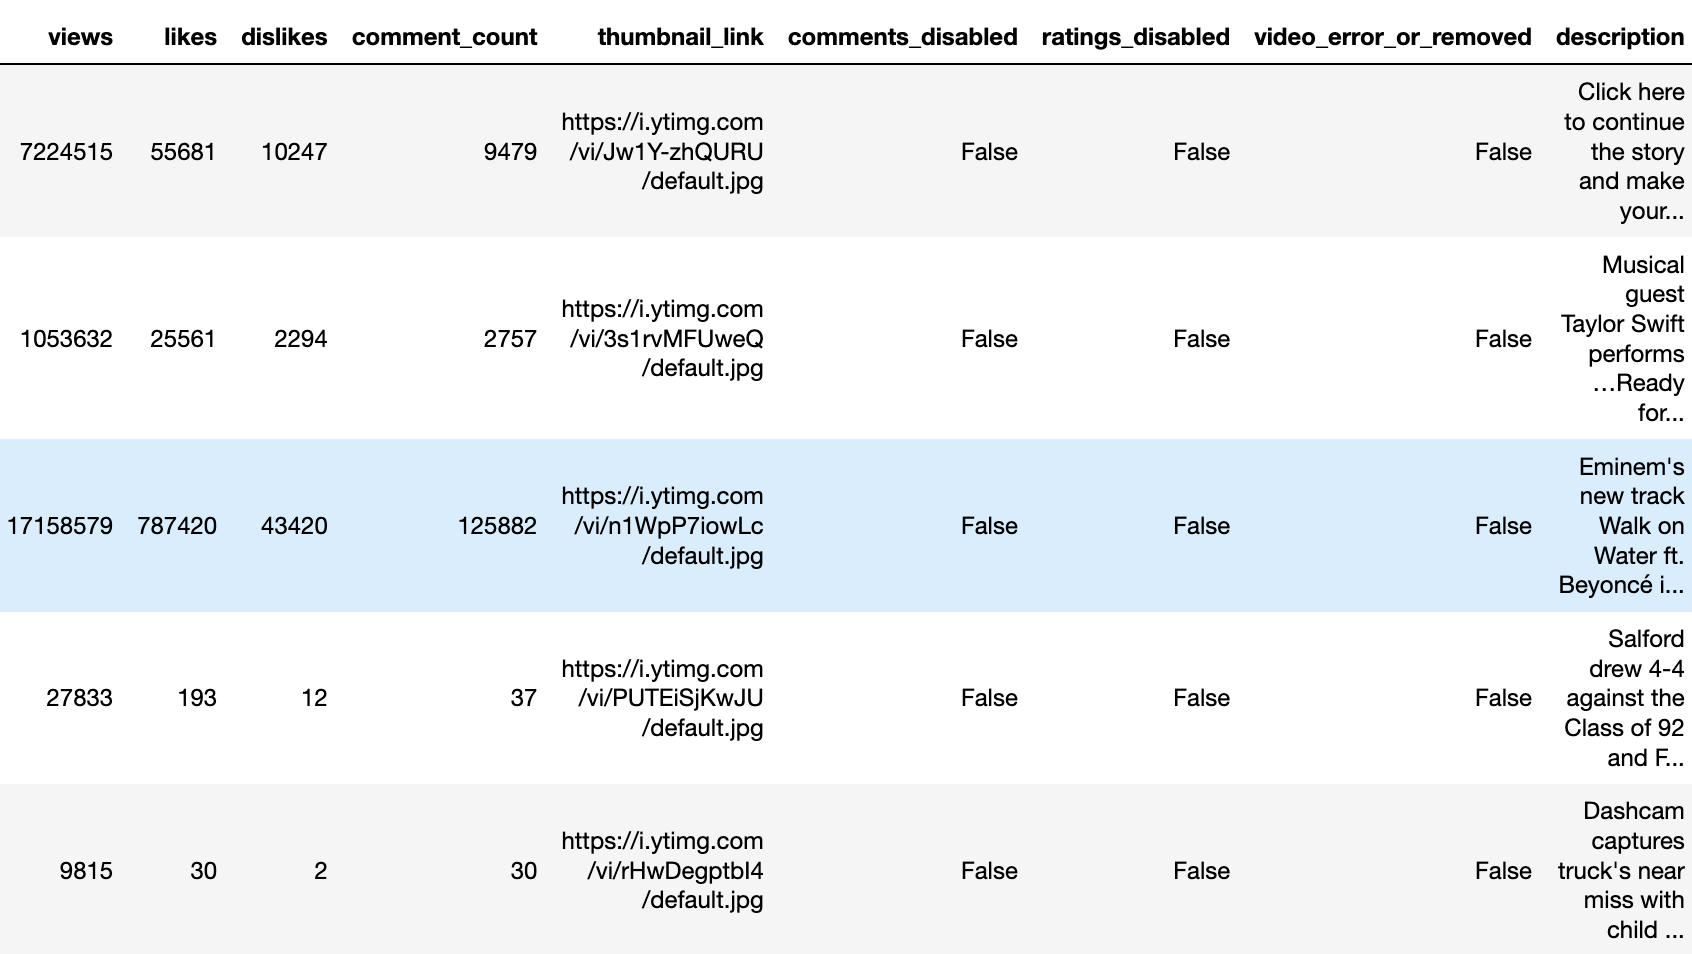 views likes dislikes comment_count thumbnail_link comments_disabled ratings_disabled video_error_or_removed description
Click here
https://i.ytimg.com to continue
7224515 55681 10247 9479 /vi/Jw1Y-zhQURU False False False the story
/default.jpg and make
your...
Musical
https://i.ytimg.com guest
1053632 25561 2294 2757 /vi/3s1rvMFUweQ False False False Taylor Swift
/default.jpg performs
…Ready
for...
Eminem's
https://i.ytimg.com new track
17158579 787420 43420 125882 /vi/n1WpP7iowLc False False False Walk on
/default.jpg Water ft.
Beyoncé i...
Salford
https://i.ytimg.com drew 4-4
27833 193 12 37 /vi/PUTEiSjKwJU False False False against the
/default.jpg Class of 92
and F...
Dashcam
https://i.ytimg.com captures
9815 30 2 30 /vi/rHwDegptbI4 False False False truck's near
/default.jpg miss with
child ...